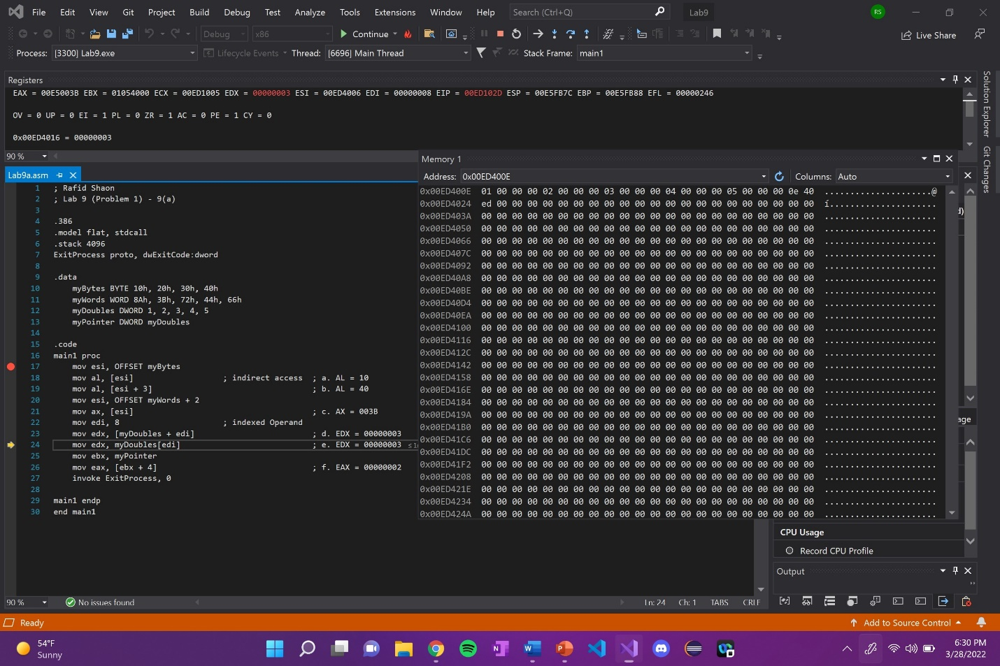 File Edit View Git Project Build Debug Test Analyze Tools Extensions Window Help Search (Ctrl+Q) Lab9 RS
Debug x86 Continue Live Share
Process: [3300] Lab9.exe Lifecycle Events Thread: [6696] Main Thread Stack Frame: main1
Registers
EAX = 00E5003B EBX = 01054000 ECX = 00ED1005 EDX = 00000003 ESI = 00ED4006 EDI = 00000008 EIP = 00ED102D ESP = 00E5FB7C EBP = 00E5FB88 EFL = 00000246
OV = 0 UP = 0 EI = 1 PL = 0 ZR = 1 AC = 0 PE = 1 CY = 0
0x00ED4016 = 00000003
90 %
Solution Explorer
Git Changes
Lab9a.asm
1 ; Rafid Shaon
2 ; Lab 9 (Problem 1) - 9(a)
3
4 .386
5 .model flat, stdcall
6 .stack 4096
7 ExitProcess proto, dwExitCode:dword
8
9 .data
10 myBytes BYTE 10h, 20h, 30h, 40h
11 myWords WORD 8Ah, 3Bh, 72h, 44h, 66h
12 myDoubles DWORD 1, 2, 3, 4, 5
13 myPointer DWORD myDoubles
14
15 .code
16 main1 proc
17 mov esi, OFFSET myBytes
18 mov al, [esi] ; indirect access ; a. AL = 10
19 mov al, [esi + 3] ; b. AL = 40
20 mov esi, OFFSET myWords + 2
21 mov ax, [esi] ; c. AX = 003B
22 mov edi, 8 ; indexed Operand
23 mov edx, [myDoubles + edi] ; d. EDX = 00000003
24 mov edx, myDoubles[edi] ; e. EDX = 00000003 ≤1
25 mov ebx, myPointer
26 mov eax, [ebx + 4] ; f. EAX = 00000002
27 invoke ExitProcess, 0
28
29 main1 endp
30 end main1
Memory 1
Address: 0x00ED400E Columns: Auto
0x00ED400E 01 00 00 00 02 00 00 00 03 00 00 00 04 00 00 00 05 00 00 00 0e 40 .....................@
0x00ED4024 ed 00 00 00 00 00 00 00 00 00 00 00 00 00 00 00 00 00 00 00 00 00 í.....................
0x00ED403A 00 00 00 00 00 00 00 00 00 00 00 00 00 00 00 00 00 00 00 00 00 00 ......................
0x00ED4050 00 00 00 00 00 00 00 00 00 00 00 00 00 00 00 00 00 00 00 00 00 00 ......................
0x00ED4066 00 00 00 00 00 00 00 00 00 00 00 00 00 00 00 00 00 00 00 00 00 00 ......................
0x00ED407C 00 00 00 00 00 00 00 00 00 00 00 00 00 00 00 00 00 00 00 00 00 00 ......................
0x00ED4092 00 00 00 00 00 00 00 00 00 00 00 00 00 00 00 00 00 00 00 00 00 00 ......................
0x00ED40A8 00 00 00 00 00 00 00 00 00 00 00 00 00 00 00 00 00 00 00 00 00 00 ......................
0x00ED40BE 00 00 00 00 00 00 00 00 00 00 00 00 00 00 00 00 00 00 00 00 00 00 ......................
0x00ED40D4 00 00 00 00 00 00 00 00 00 00 00 00 00 00 00 00 00 00 00 00 00 00 ......................
0x00ED40EA 00 00 00 00 00 00 00 00 00 00 00 00 00 00 00 00 00 00 00 00 00 00 ......................
0x00ED4100 00 00 00 00 00 00 00 00 00 00 00 00 00 00 00 00 00 00 00 00 00 00 ......................
0x00ED4116 00 00 00 00 00 00 00 00 00 00 00 00 00 00 00 00 00 00 00 00 00 00 ......................
0x00ED412C 00 00 00 00 00 00 00 00 00 00 00 00 00 00 00 00 00 00 00 00 00 00 ......................
0x00ED4142 00 00 00 00 00 00 00 00 00 00 00 00 00 00 00 00 00 00 00 00 00 00 ......................
0x00ED4158 00 00 00 00 00 00 00 00 00 00 00 00 00 00 00 00 00 00 00 00 00 00 ......................
0x00ED416E 00 00 00 00 00 00 00 00 00 00 00 00 00 00 00 00 00 00 00 00 00 00 ......................
0x00ED4184 00 00 00 00 00 00 00 00 00 00 00 00 00 00 00 00 00 00 00 00 00 00 ......................
0x00ED419A 00 00 00 00 00 00 00 00 00 00 00 00 00 00 00 00 00 00 00 00 00 00 ......................
0x00ED41B0 00 00 00 00 00 00 00 00 00 00 00 00 00 00 00 00 00 00 00 00 00 00 ......................
0x00ED41C6 00 00 00 00 00 00 00 00 00 00 00 00 00 00 00 00 00 00 00 00 00 00 ......................
0x00ED41DC 00 00 00 00 00 00 00 00 00 00 00 00 00 00 00 00 00 00 00 00 00 00 ......................
0x00ED41F2 00 00 00 00 00 00 00 00 00 00 00 00 00 00 00 00 00 00 00 00 00 00 ......................
0x00ED4208 00 00 00 00 00 00 00 00 00 00 00 00 00 00 00 00 00 00 00 00 00 00 ......................
0x00ED421E 00 00 00 00 00 00 00 00 00 00 00 00 00 00 00 00 00 00 00 00 00 00 ......................
0x00ED4234 00 00 00 00 00 00 00 00 00 00 00 00 00 00 00 00 00 00 00 00 00 00 ......................
0x00ED424A 00 00 00 00 00 00 00 00 00 00 00 00 00 00 00 00 00 00 00 00 00 00 ......................
d)
age
CPU Usage
Record CPU Profile
Output
90 % No issues found Ln: 24 Ch: 1 TABS CRLF
Ready Add to Source Control
54°F
Sunny
6:30 PM
3/28/2022